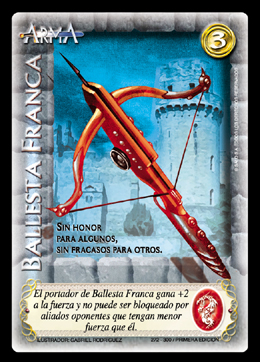 ARMA
3
BALLESTA FRANCA
SIN HONOR
PARA ALGUNOS,
SIN FRACASOS PARA OTROS.
El portador de Ballesta Franca gana +2
a la fuerza y no puede ser bloqueado por
aliados oponentes que tengan menor
fuerza que él.
ILUSTRADOR: GABRIEL RODRÍGUEZ
272 300 / PRIMERA EDICIÓN